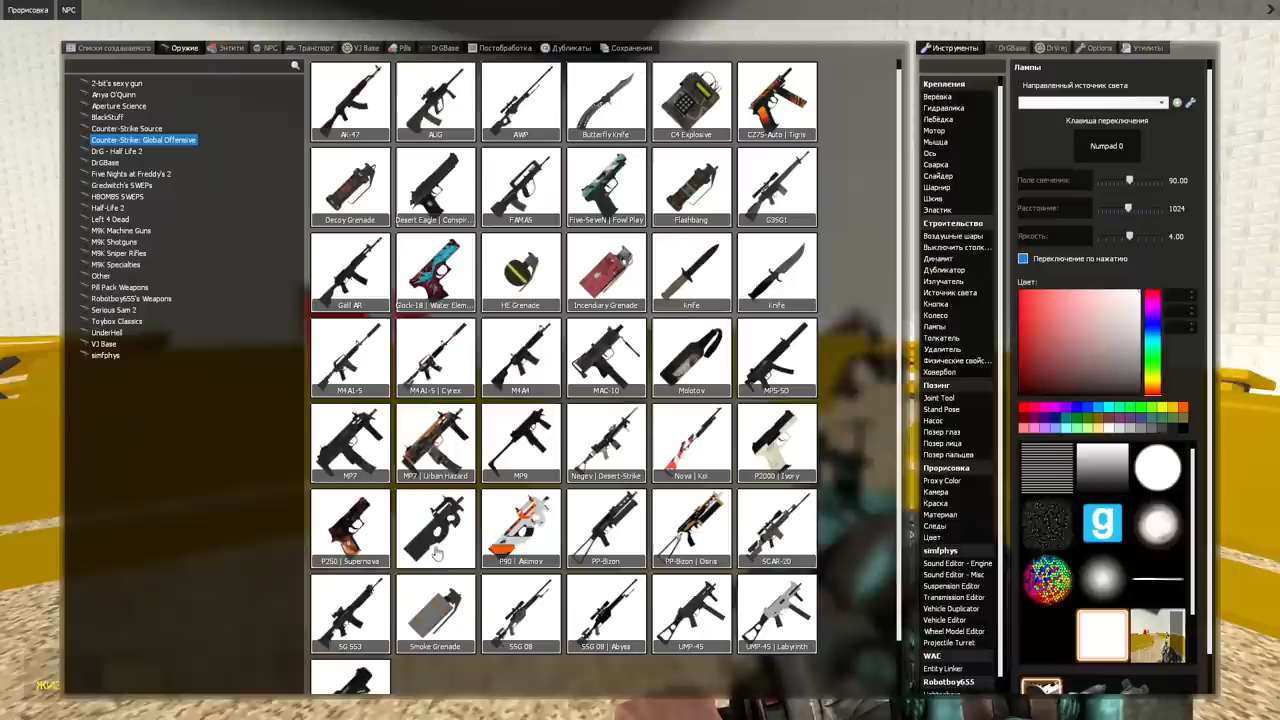 Прорисовка NPC
Списки создаваемого Оружие Энтити NPC Транспорт VJ Base Pills DrGBase Постобработка Дубликаты Сохранения
2-bit's sexy gun
Anya O'Quinn
Aperture Science
BlackStuff
Counter-Strike Source
Counter-Strike: Global Offensive
DrG - Half Life 2
DrGBase
Five Nights at Freddy's 2
Gredwitch's SWEPs
HBOMBS SWEPS
Half-Life 2
Left 4 Dead
M9K Machine Guns
M9K Shotguns
M9K Sniper Rifles
M9K Specialties
Other
Pill Pack Weapons
Robotboy655's Weapons
Serious Sam 2
Toybox Classics
UnderHell
VJ Base
simfphys
AK-47 AUG AWP Butterfly Knife C4 Explosive CZ75-Auto | Tigris
Decoy Grenade Desert Eagle | Conspir... FAMAS Five-SeveN | Fowl Play Flashbang G3SG1
Galil AR Glock-18 | Water Elem... HE Grenade Incendiary Grenade Knife Knife
M4A1-S M4A1-S | Cyrex M4A4 MAC-10 Molotov MP5-SD
MP7 MP7 | Urban Hazard MP9 Negev | Desert-Strike Nova | Koi P2000 | Ivory
P250 | Supernova P90 | Asimov PP-Bizon PP-Bizon | Osiris SCAR-20
SG 553 Smoke Grenade SSG 08 SSG 08 | Abyss UMP-45 UMP-45 | Labyrinth
Инструменты DrGBase DrVrej Options Утилиты
Крепления
Верёвка
Гидравлика
Лебёдка
Мотор
Мышца
Ось
Сварка
Слайдер
Шарнир
Шкив
Эластик
Строительство
Воздушные шары
Выключить столк...
Динамит
Дубликатор
Излучатель
Источник света
Кнопка
Колесо
Лампы
Толкатель
Удалитель
Физические свойс...
Ховербол
Позинг
Joint Tool
Stand Pose
Насос
Позер глаз
Позер лица
Позер пальцев
Прорисовка
Proxy Color
Камера
Краска
Материал
Следы
Цвет
simfphys
Sound Editor - Engine
Sound Editor - Misc
Suspension Editor
Transmission Editor
Vehicle Duplicator
Vehicle Editor
Wheel Model Editor
Projectile Turret
WAC
Entity Linker
Robotboy655
Лампы
Направленный источник света
Клавиша переключения
Numpad 0
Поле свечения: 90.00
Расстояние: 1024
Яркость: 4.00
Переключение по нажатию
Цвет:
g